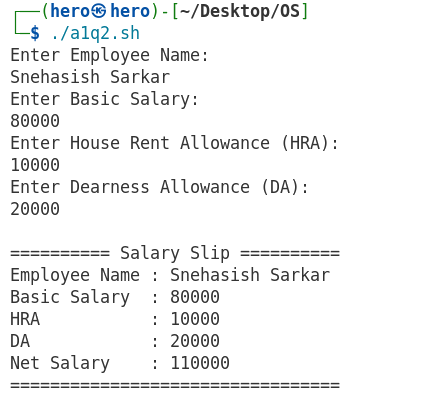 ┌──(hero㉿hero)-[~/Desktop/OS]
└─$ ./a1q2.sh
Enter Employee Name:
Snehasish Sarkar
Enter Basic Salary:
80000
Enter House Rent Allowance (HRA):
10000
Enter Dearness Allowance (DA):
20000

========== Salary Slip ==========
Employee Name : Snehasish Sarkar
Basic Salary  : 80000
HRA           : 10000
DA            : 20000
Net Salary    : 110000
=================================